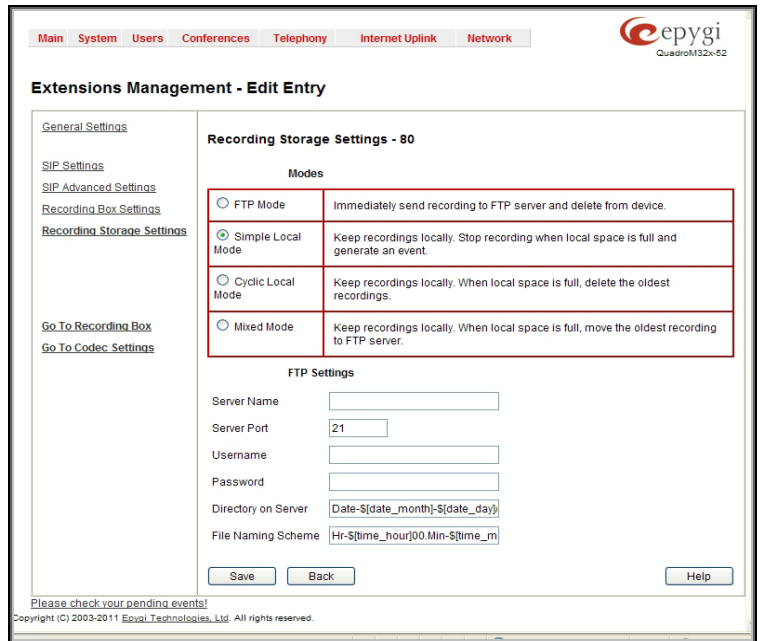 Main System Users Conferences Telephony Internet Uplink Network
epygi
QuadroM32x-52
Extensions Management - Edit Entry
General Settings
SIP Settings
SIP Advanced Settings
Recording Box Settings
Recording Storage Settings
Go To Recording Box
Go To Codec Settings
Recording Storage Settings - 80
Modes
FTP Mode
Immediately send recording to FTP server and delete from device.
Simple Local
Mode
Keep recordings locally. Stop recording when local space is full and
generate an event.
Cyclic Local
Mode
Keep recordings locally. When local space is full, delete the oldest
recordings.
Mixed Mode
Keep recordings locally. When local space is full, move the oldest recording
to FTP server.
FTP Settings
Server Name
Server Port 21
Username
Password
Directory on Server Date-$[date_month]-$[date_day]/
File Naming Scheme Hr-$[time_hour]00.Min-$[time_m
Save Back Help
Please check your pending events!
Copyright (C) 2003-2011 Epygi Technologies, Ltd. All rights reserved.